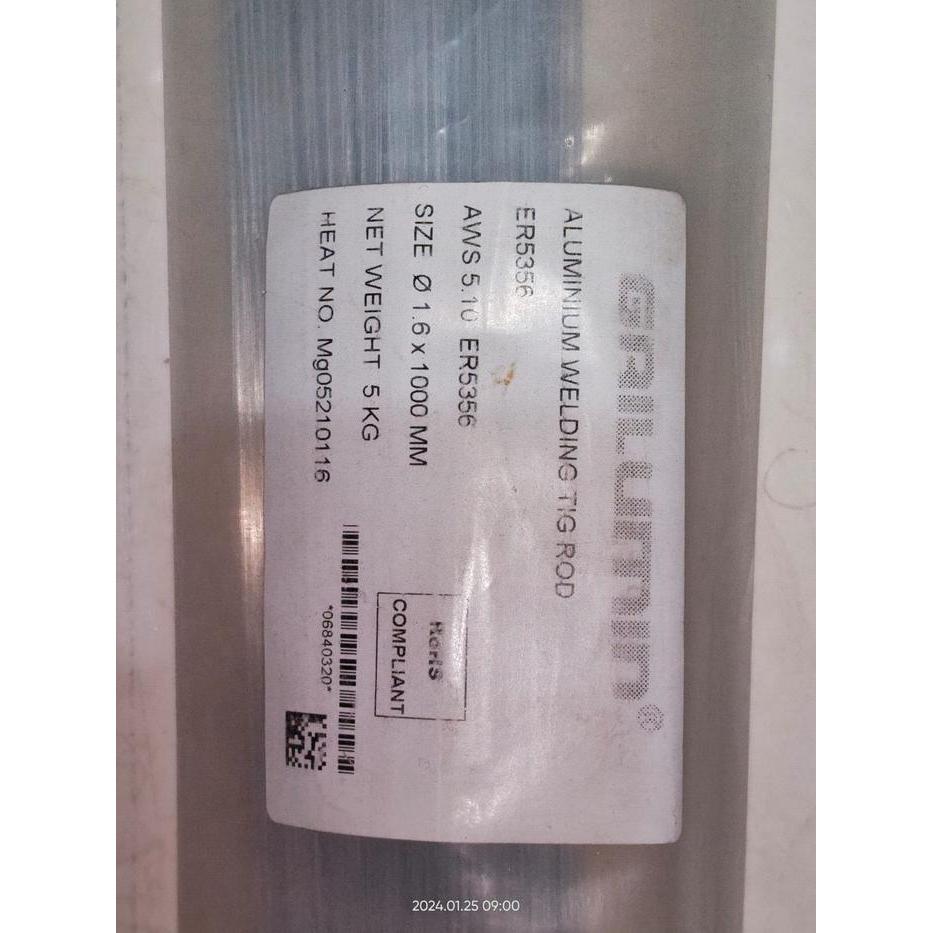 GRILUMIN®
ALUMINIUM WELDING TIG ROD
ER5356
AWS 5.10 ER5356
SIZE Ø 1.6 x 1000 MM
NET WEIGHT 5 KG
HEAT NO. Mg05210116
RoHS
COMPLIANT
*06840320*
2024.01.25 09:00